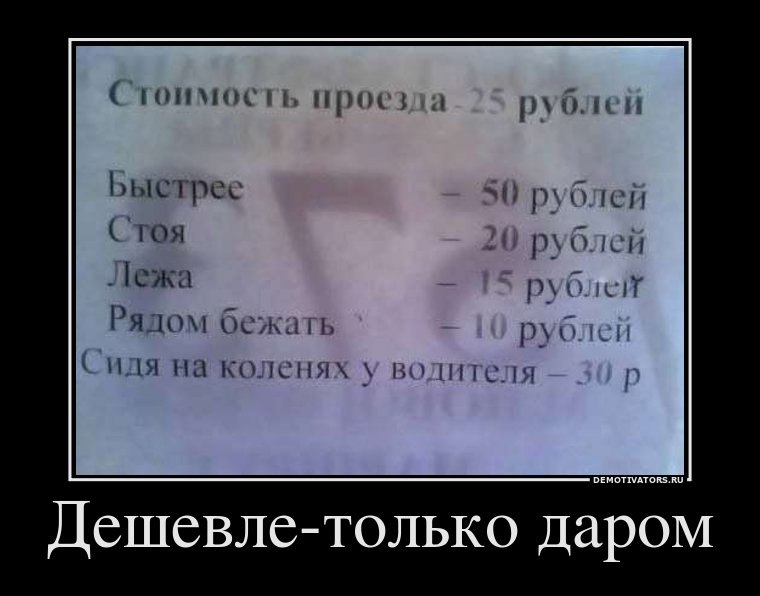 Стоимость проезда - 25 рублей
Быстрее – 50 рублей
Стоя – 20 рублей
Лежа – 15 рублей
Рядом бежать – 10 рублей
Сидя на коленях у водителя – 30 р
DEMOTIVATORS.RU
Дешевле-только даром